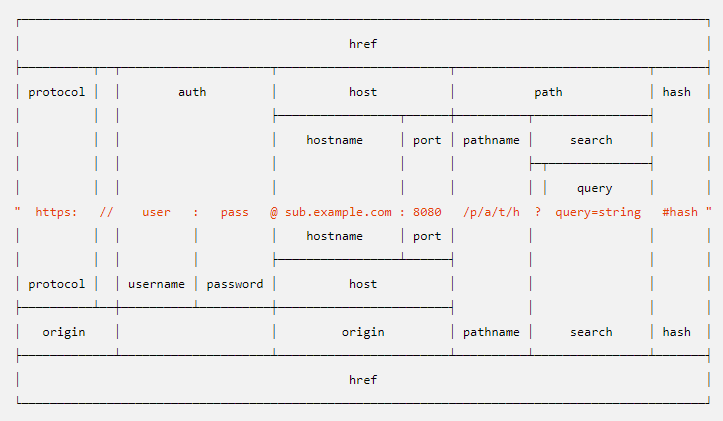 href
protocol auth host path hash
hostname port pathname search
query
" https: // user : pass @ sub.example.com : 8080 /p/a/t/h ? query=string #hash "
hostname port
protocol username password host
origin origin pathname search hash
href